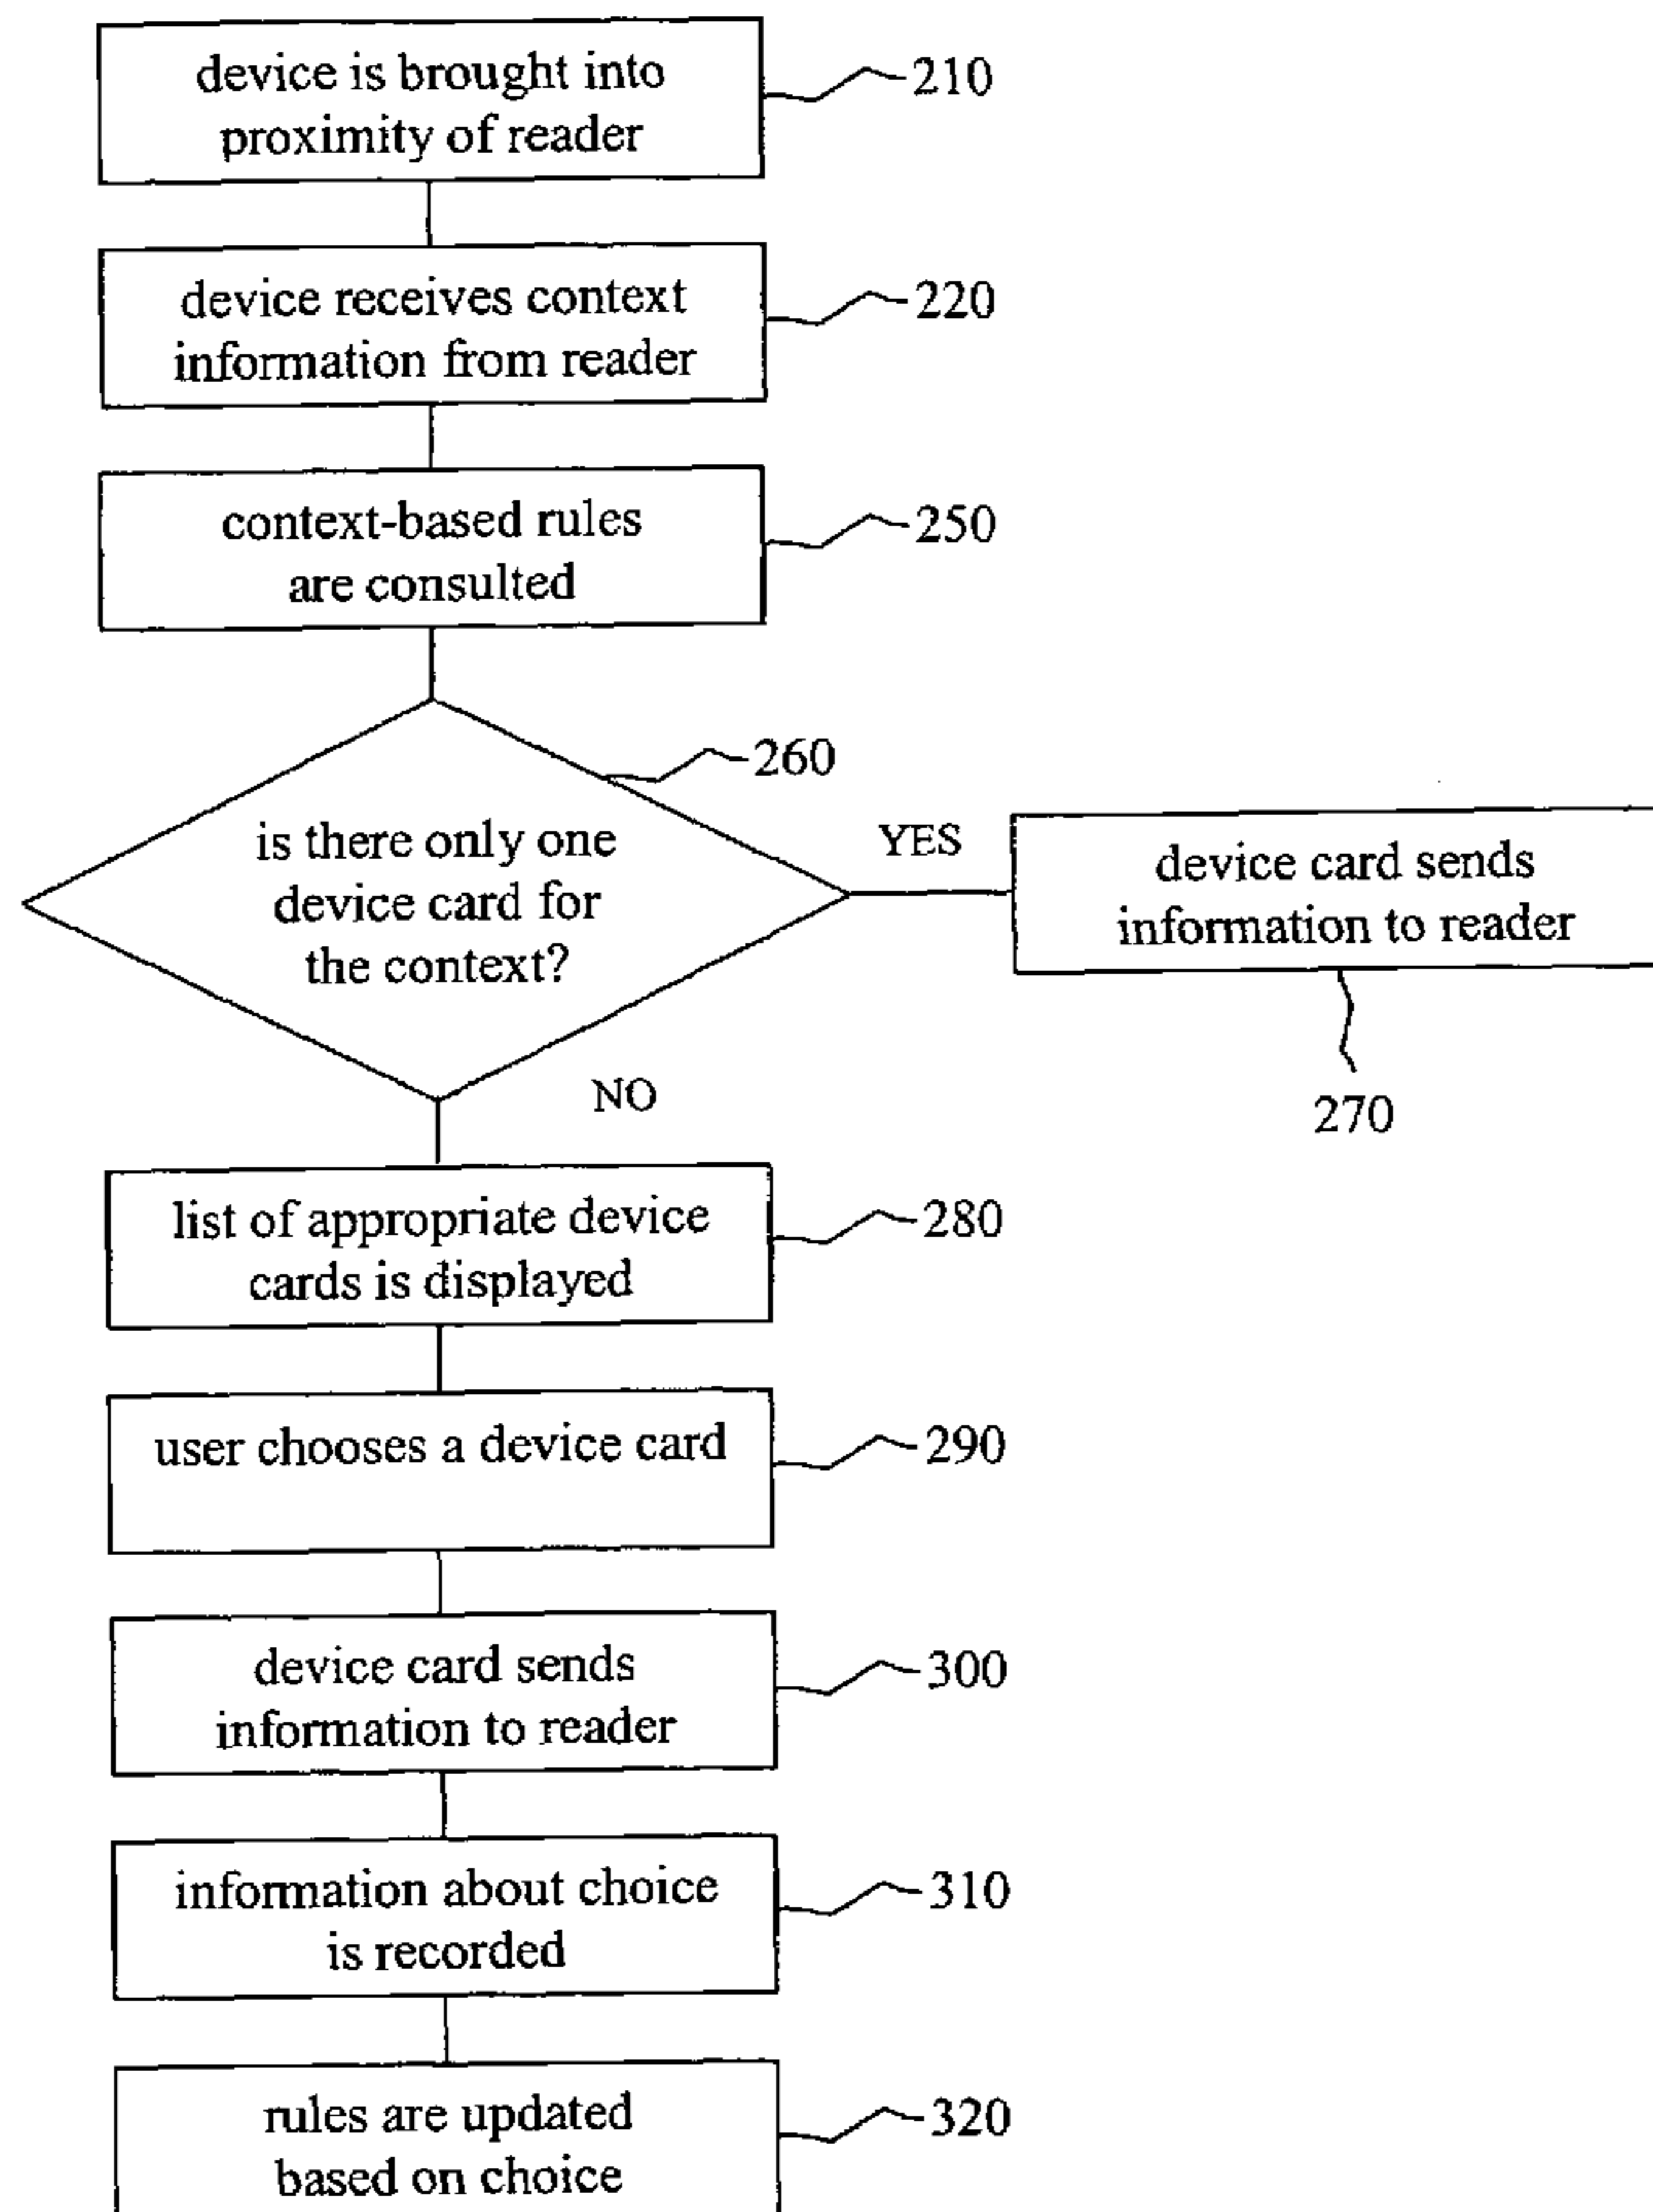 device is brought into
proximity of reader
210
device receives context
information from reader
220
context-based rules
are consulted
250
260
is there only one
device card for
the context?
YES
device card sends
information to reader
270
NO
list of appropriate device
cards is displayed
280
user chooses a device card
290
device card sends
information to reader
300
information about choice
is recorded
310
rules are updated
based on choice
320